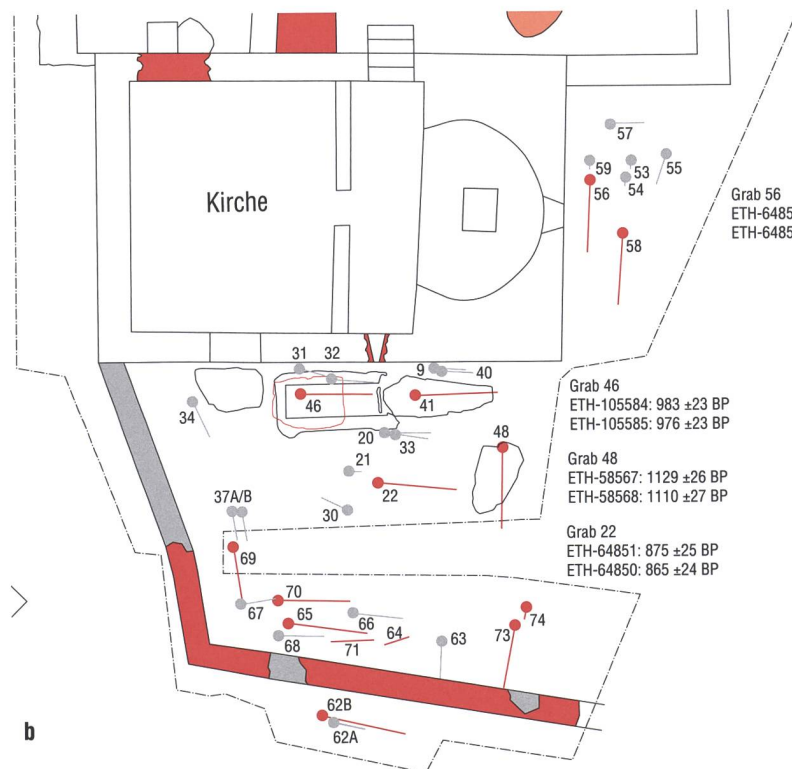 57
59
53
55
56
54
Kirche
Grab 56
ETH-6485
ETH-6485
58
31
32
9
40
46
41
34
Grab 46
ETH-105584: 983 ±23 BP
ETH-105585: 976 ±23 BP
20
33
48
21
22
Grab 48
ETH-58567: 1129 ±26 BP
ETH-58568: 1110 ±27 BP
37A/B
30
Grab 22
ETH-64851: 875 ±25 BP
ETH-64850: 865 ±24 BP
69
70
67
65
66
74
68
71
64
63
73
62B
62A
b